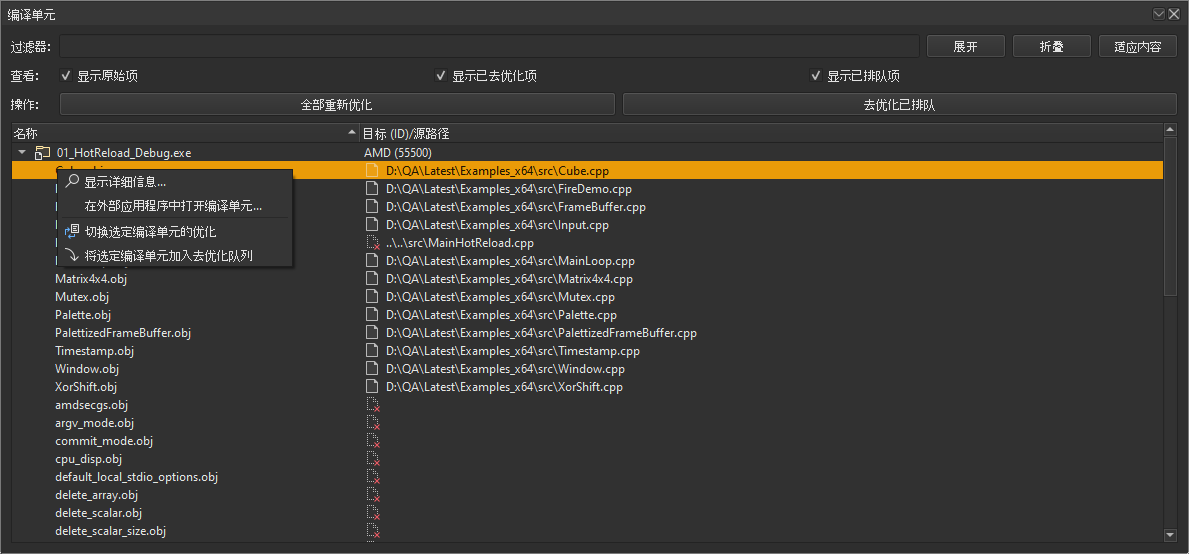 编译单元
过滤器: 展开 折叠 适应内容
查看: 显示原始项 显示已去优化项 显示已排队项
操作: 全部重新优化 去优化已排队
名称 目标 (ID)/源路径
01_HotReload_Debug.exe AMD (55500)
D:\QA\Latest\Examples_x64\src\Cube.cpp
显示详细信息...
D:\QA\Latest\Examples_x64\src\FireDemo.cpp
在外部应用程序中打开编译单元...
D:\QA\Latest\Examples_x64\src\FrameBuffer.cpp
切换选定编译单元的优化
D:\QA\Latest\Examples_x64\src\Input.cpp
将选定编译单元加入去优化队列
..\..\src\MainHotReload.cpp
D:\QA\Latest\Examples_x64\src\MainLoop.cpp
Matrix4x4.obj D:\QA\Latest\Examples_x64\src\Matrix4x4.cpp
Mutex.obj D:\QA\Latest\Examples_x64\src\Mutex.cpp
Palette.obj D:\QA\Latest\Examples_x64\src\Palette.cpp
PalettizedFrameBuffer.obj D:\QA\Latest\Examples_x64\src\PalettizedFrameBuffer.cpp
Timestamp.obj D:\QA\Latest\Examples_x64\src\Timestamp.cpp
Window.obj D:\QA\Latest\Examples_x64\src\Window.cpp
XorShift.obj D:\QA\Latest\Examples_x64\src\XorShift.cpp
amdsecgs.obj
argv_mode.obj
commit_mode.obj
cpu_disp.obj
default_local_stdio_options.obj
delete_array.obj
delete_scalar.obj
delete_scalar_size.obj